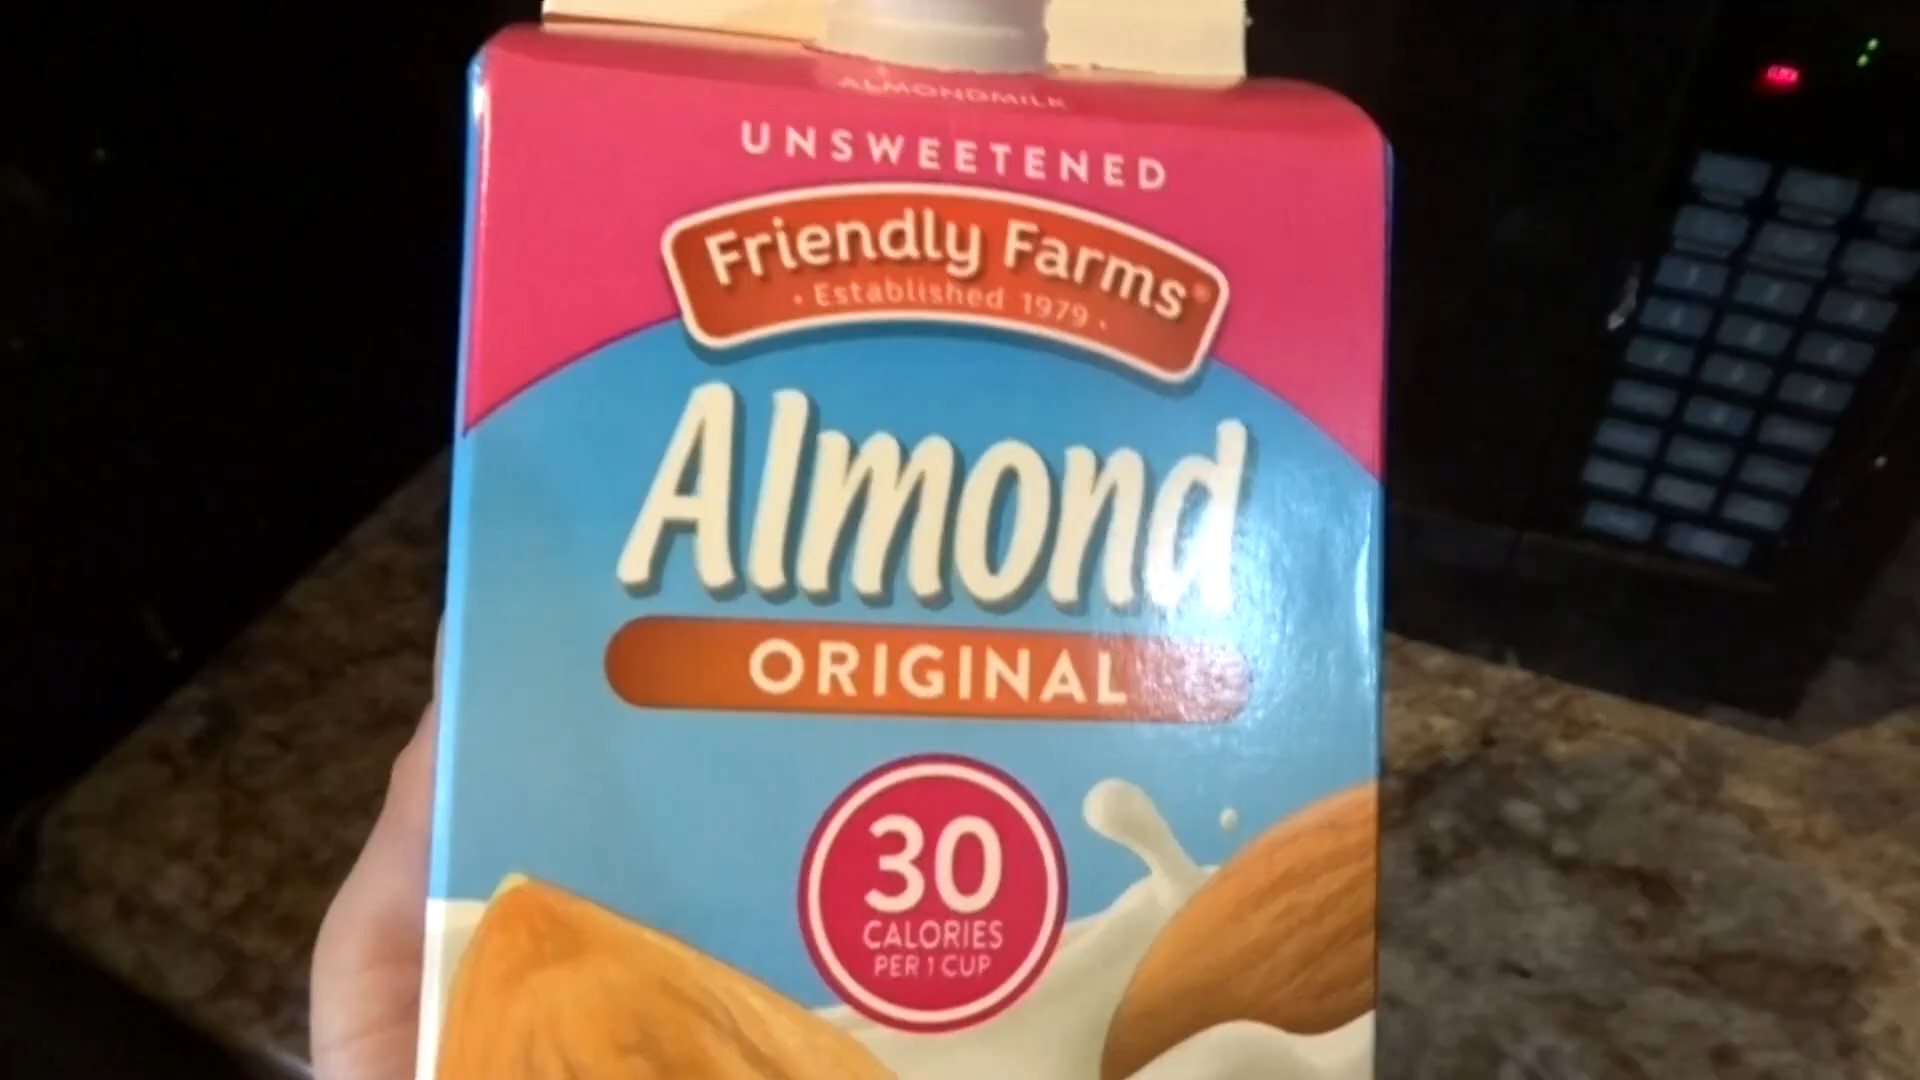 ALMONDMILK
UNSWEETENED
Friendly Farms®
• Established 1979 •
Almond
ORIGINAL
30
CALORIES
PER 1 CUP